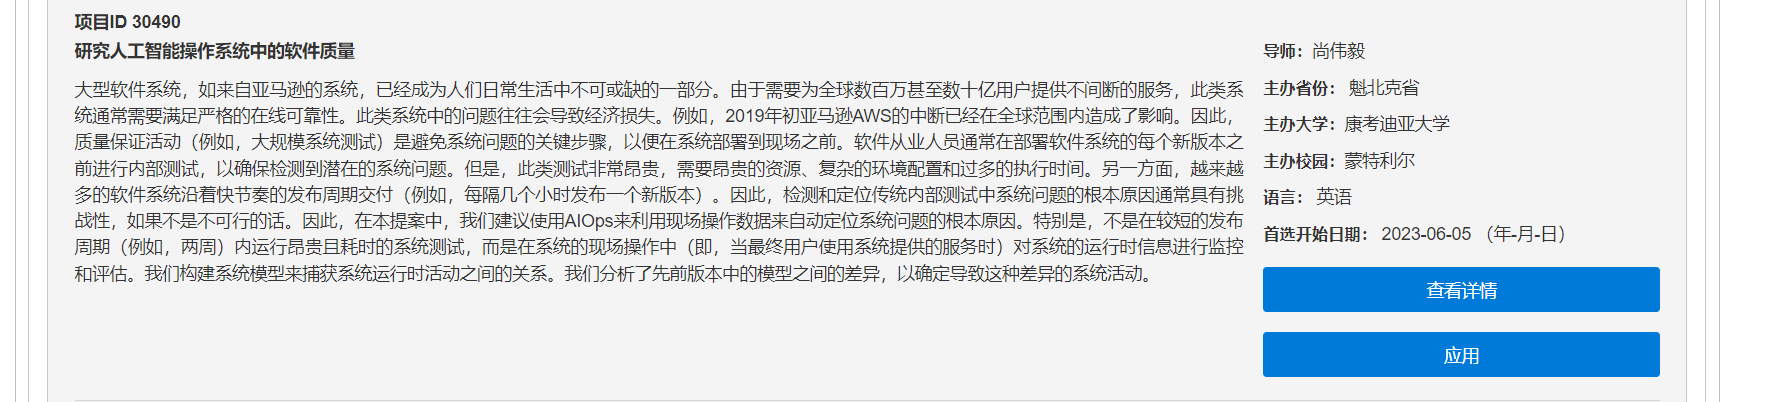 项目ID 30490
研究人工智能操作系统中的软件质量
大型软件系统，如来自亚马逊的系统，已经成为人们日常生活中不可或缺的一部分。由于需要为全球数百万甚至数十亿用户提供不间断的服务，此类系
统通常需要满足严格的在线可靠性。此类系统中的问题往往会导致经济损失。例如，2019年初亚马逊AWS的中断已经在全球范围内造成了影响。因此，
质量保证活动（例如，大规模系统测试）是避免系统问题的关键步骤，以便在系统部署到现场之前。软件从业人员通常在部署软件系统的每个新版本之
前进行内部测试，以确保检测到潜在的系统问题。但是，此类测试非常昂贵，需要昂贵的资源、复杂的环境配置和过多的执行时间。另一方面，越来越
多的软件系统沿着快节奏的发布周期交付（例如，每隔几个小时发布一个新版本）。因此，检测和定位传统内部测试中系统问题的根本原因通常具有挑
战性，如果不是不可行的话。因此，在本提案中，我们建议使用AIOps来利用现场操作数据来自动定位系统问题的根本原因。特别是，不是在较短的发布
周期（例如，两周）内运行昂贵且耗时的系统测试，而是在系统的现场操作中（即，当最终用户使用系统提供的服务时）对系统的运行时信息进行监控
和评估。我们构建系统模型来捕获系统运行时活动之间的关系。我们分析了先前版本中的模型之间的差异，以确定导致这种差异的系统活动。
导师：尚伟毅
主办省份：魁北克省
主办大学：康考迪亚大学
主办校园：蒙特利尔
语言：英语
首选开始日期：2023-06-05 （年-月-日）
查看详情
应用